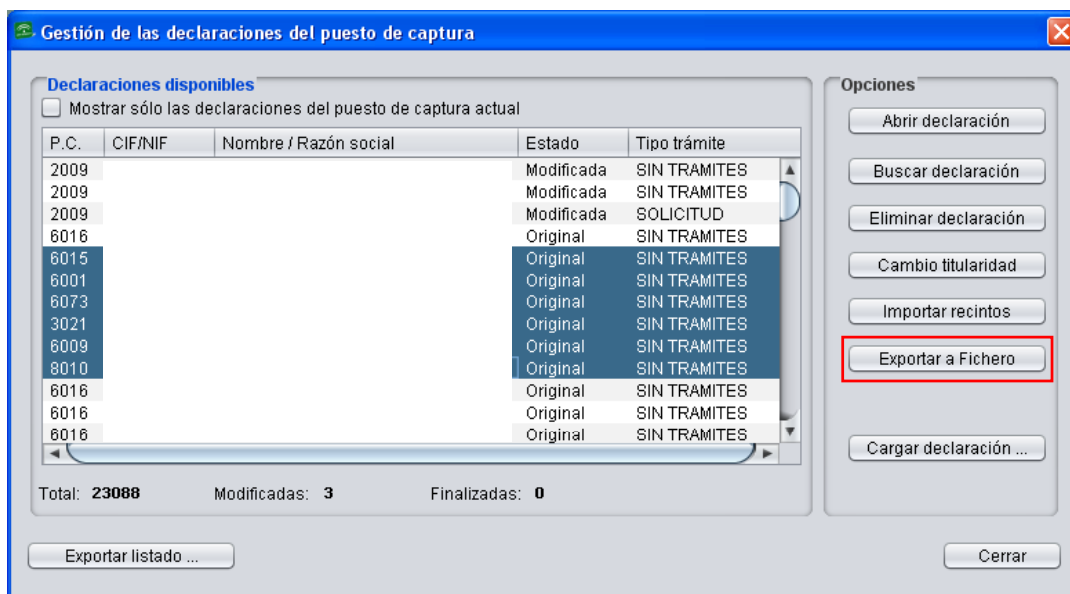 Gestión de las declaraciones del puesto de captura
Declaraciones disponibles
Mostrar sólo las declaraciones del puesto de captura actual
P.C. CIF/NIF Nombre / Razón social Estado Tipo trámite
2009 Modificada SIN TRAMITES
2009 Modificada SIN TRAMITES
2009 Modificada SOLICITUD
6016 Original SIN TRAMITES
6015 Original SIN TRAMITES
6001 Original SIN TRAMITES
6073 Original SIN TRAMITES
3021 Original SIN TRAMITES
6009 Original SIN TRAMITES
8010 Original SIN TRAMITES
6016 Original SIN TRAMITES
6016 Original SIN TRAMITES
6016 Original SIN TRAMITES
Total: 23088 Modificadas: 3 Finalizadas: 0
Opciones
Abrir declaración
Buscar declaración
Eliminar declaración
Cambio titularidad
Importar recintos
Exportar a Fichero
Cargar declaración ...
Exportar listado ...
Cerrar